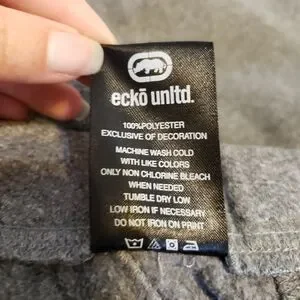 eckō unltd.
100%POLYESTER
EXCLUSIVE OF DECORATION
MACHINE WASH COLD
WITH LIKE COLORS
ONLY NON CHLORINE BLEACH
WHEN NEEDED
TUMBLE DRY LOW
LOW IRON IF NECESSARY
DO NOT IRON ON PRINT